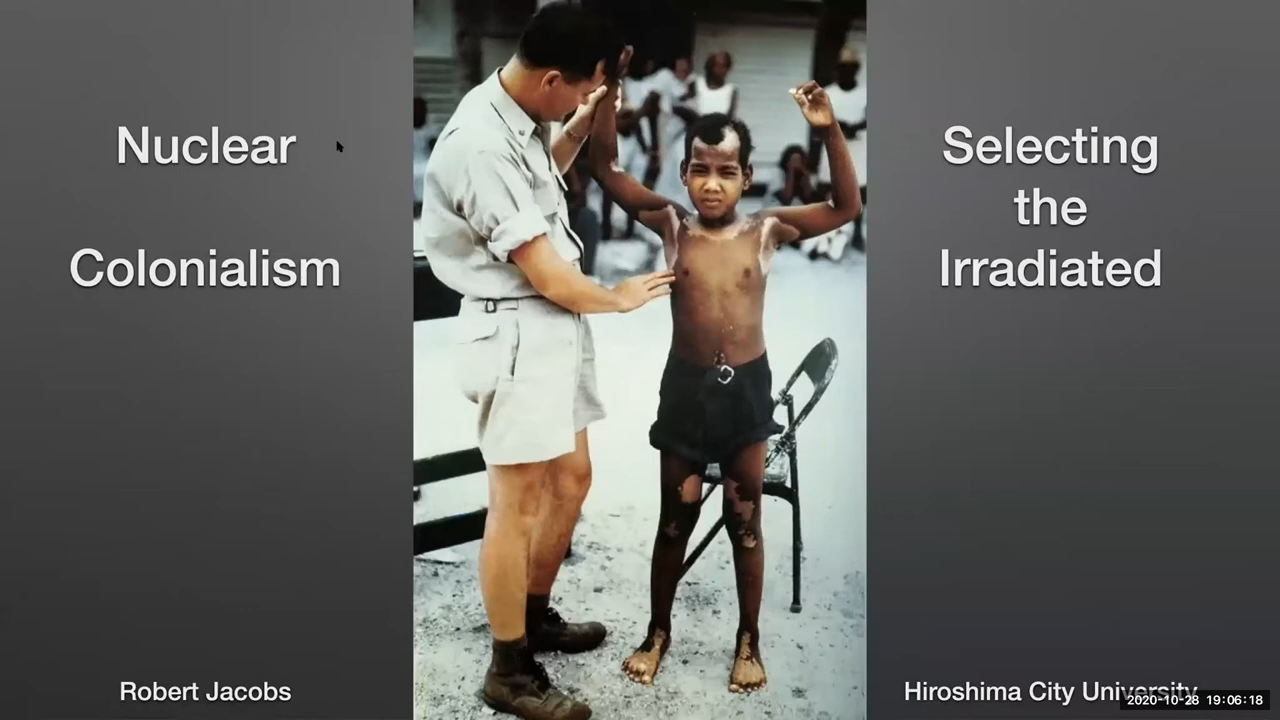 Nuclear
Colonialism
Selecting
the
Irradiated
Robert Jacobs
Hiroshima City University
2020-10-28 19:06:18